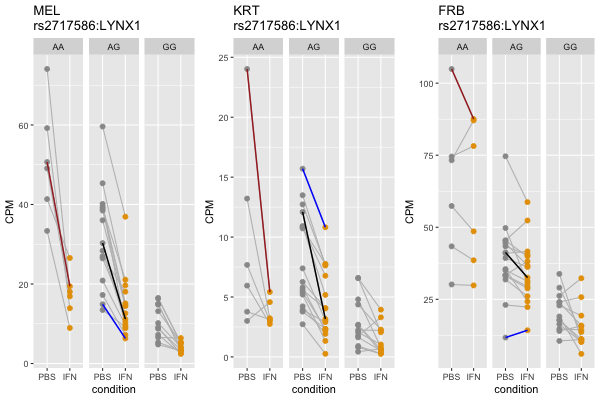 MEL
rs2717586:LYNX1
AA AG GG
CPM
60
40
20
0
PBS IFN PBS IFN PBS IFN
condition
KRT
rs2717586:LYNX1
AA AG GG
CPM
25
20
15
10
5
0
PBS IFN PBS IFN PBS IFN
condition
FRB
rs2717586:LYNX1
AA AG GG
CPM
100
75
50
25
PBS IFN PBS IFN PBS IFN
condition